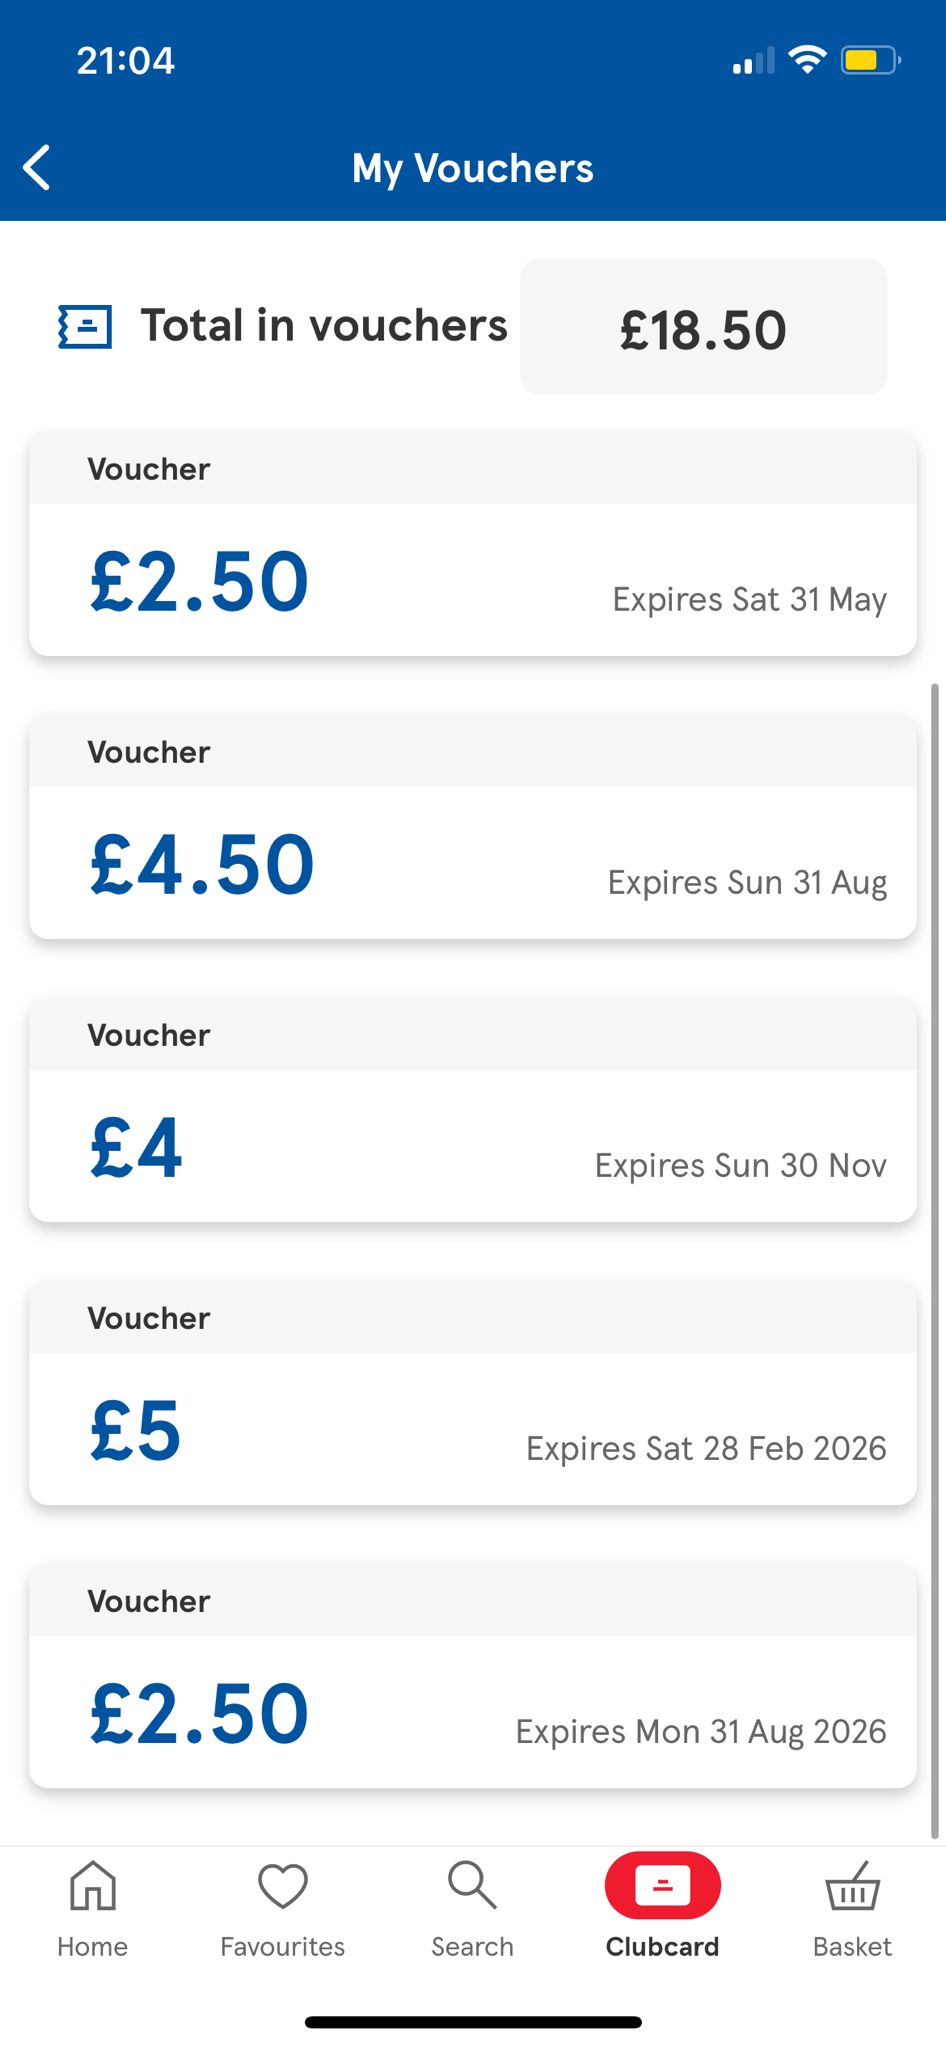 21:04
My Vouchers
Total in vouchers £18.50
Voucher
£2.50 Expires Sat 31 May
Voucher
£4.50 Expires Sun 31 Aug
Voucher
£4 Expires Sun 30 Nov
Voucher
£5 Expires Sat 28 Feb 2026
Voucher
£2.50 Expires Mon 31 Aug 2026
Home Favourites Search Clubcard Basket